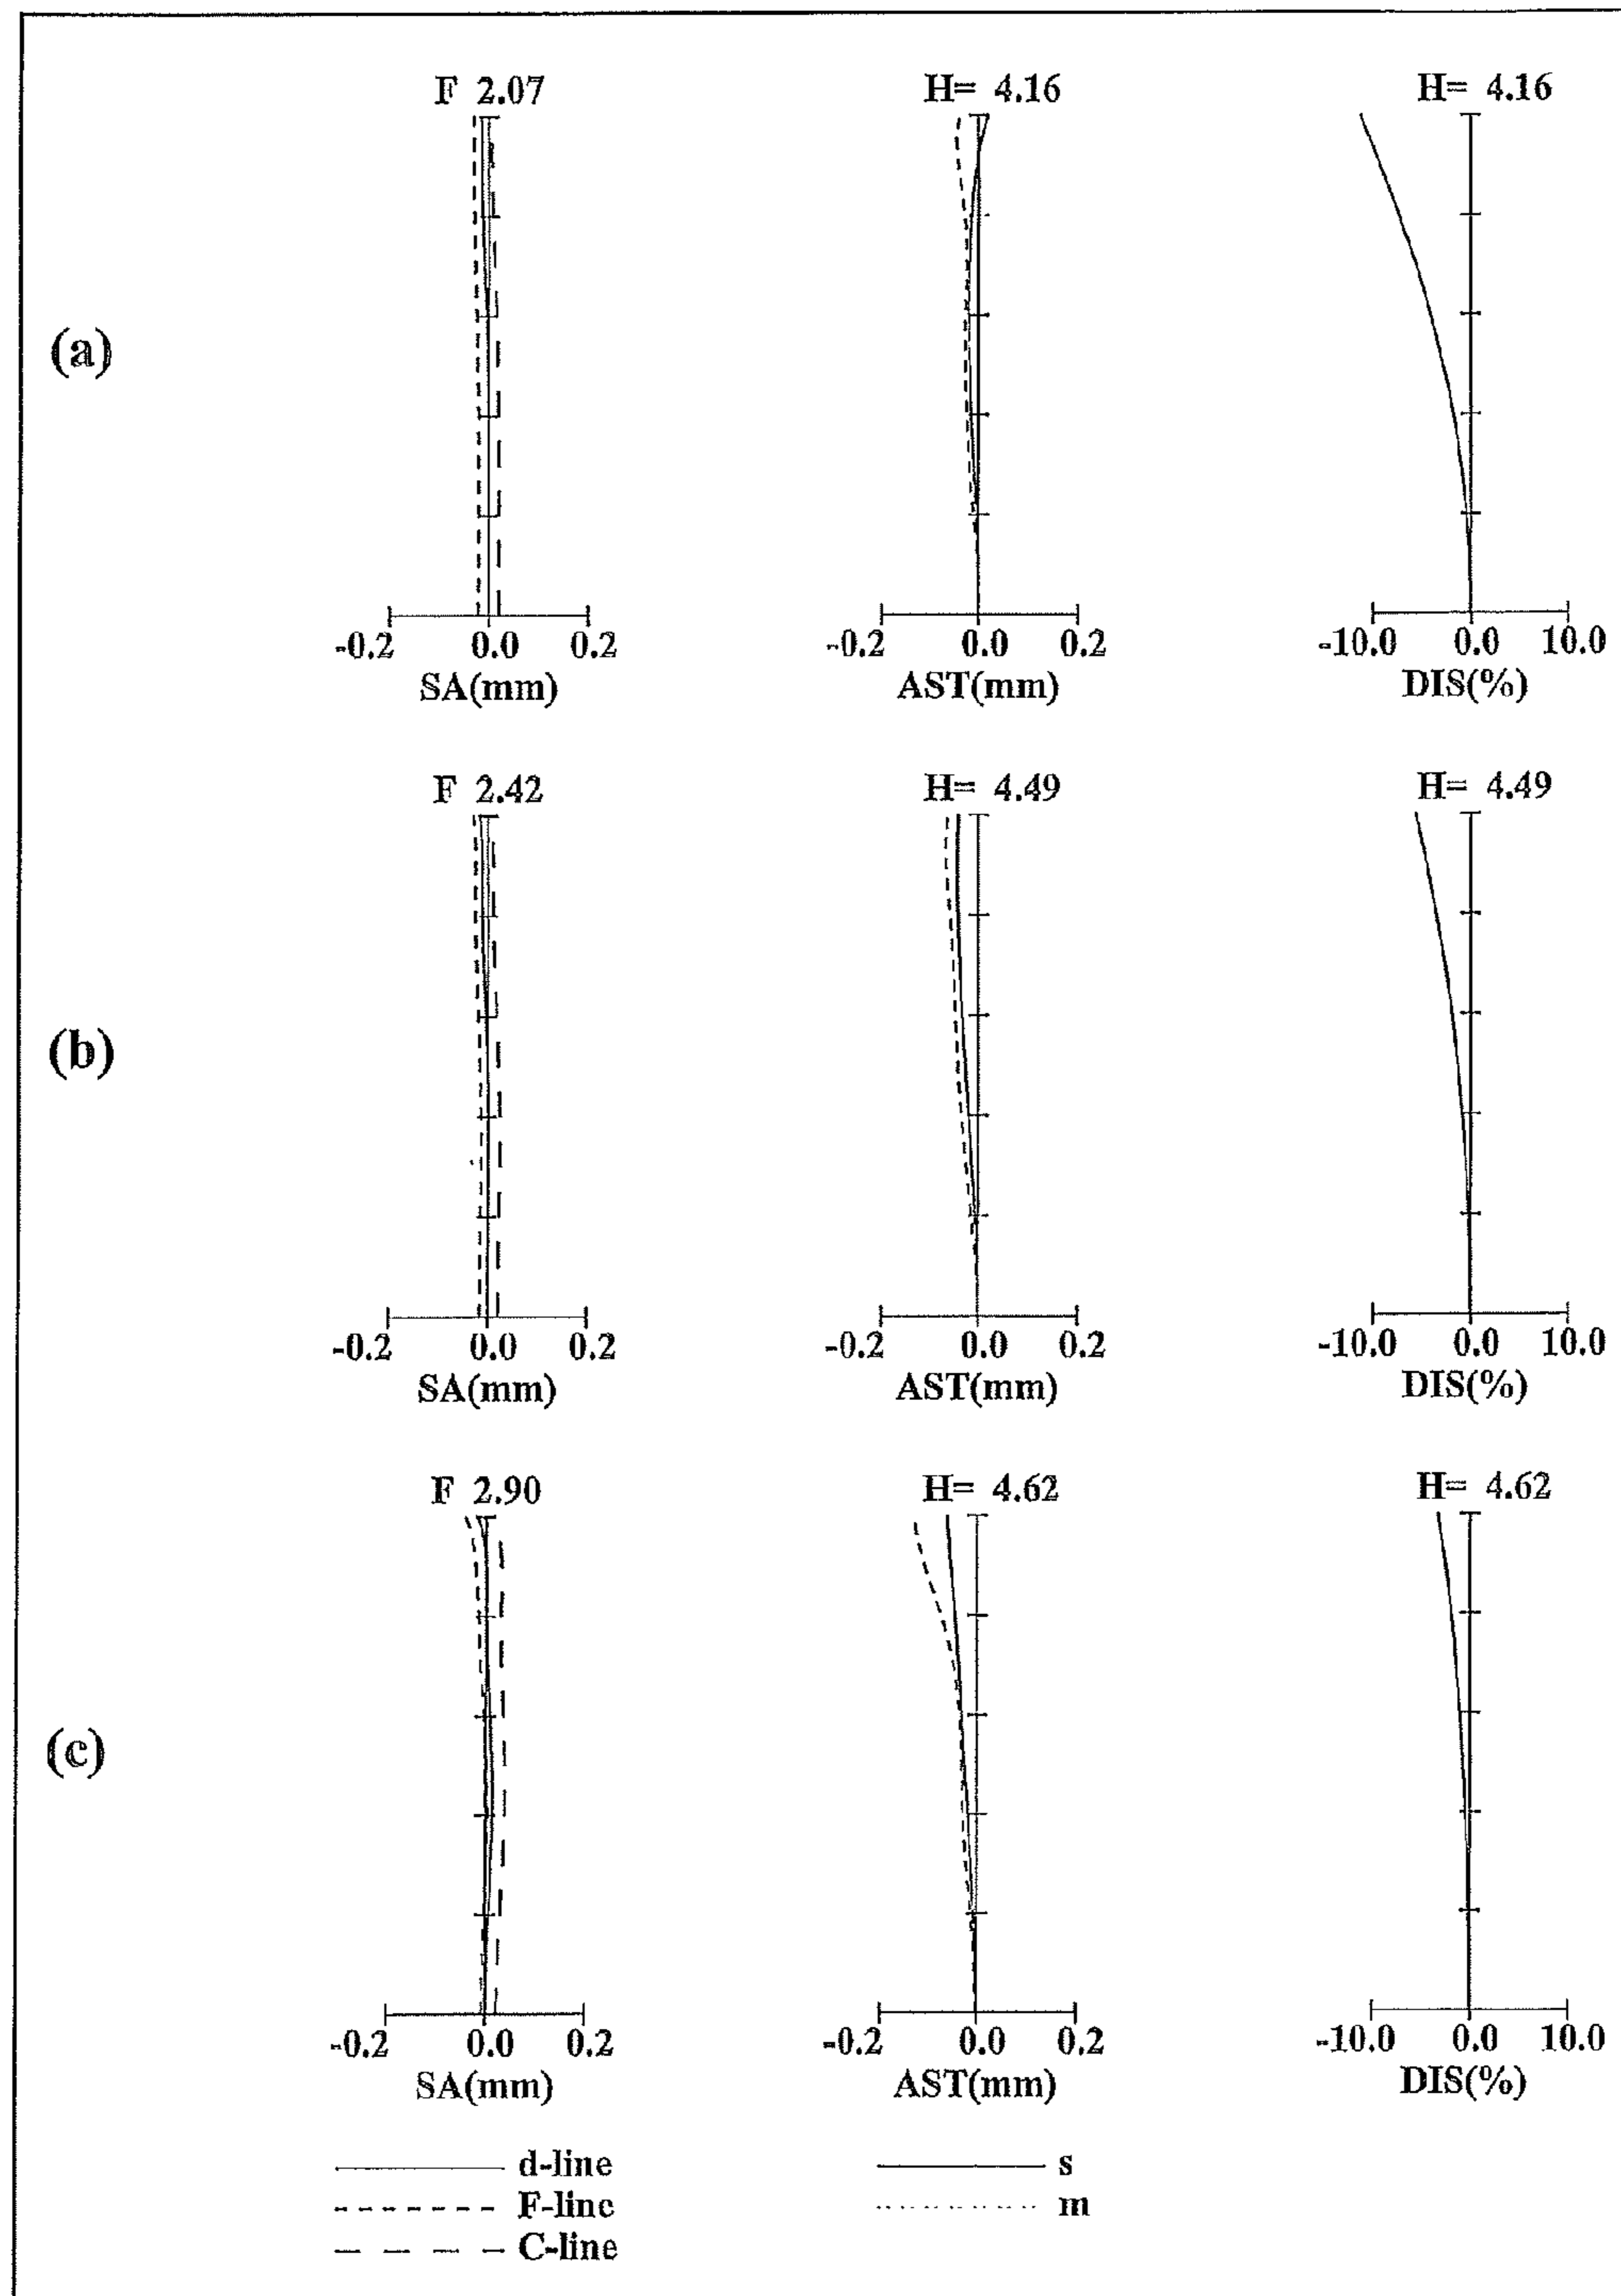 F 2.07
H= 4.16
H= 4.16
(a)
-0.2 0.0 0.2
SA(mm)
-0.2 0.0 0.2
AST(mm)
-10.0 0.0 10.0
DIS(%)
F 2.42
H= 4.49
H= 4.49
(b)
-0.2 0.0 0.2
SA(mm)
-0.2 0.0 0.2
AST(mm)
-10.0 0.0 10.0
DIS(%)
F 2.90
H= 4.62
H= 4.62
(c)
-0.2 0.0 0.2
SA(mm)
-0.2 0.0 0.2
AST(mm)
-10.0 0.0 10.0
DIS(%)
d-line
F-line
C-line
s
m